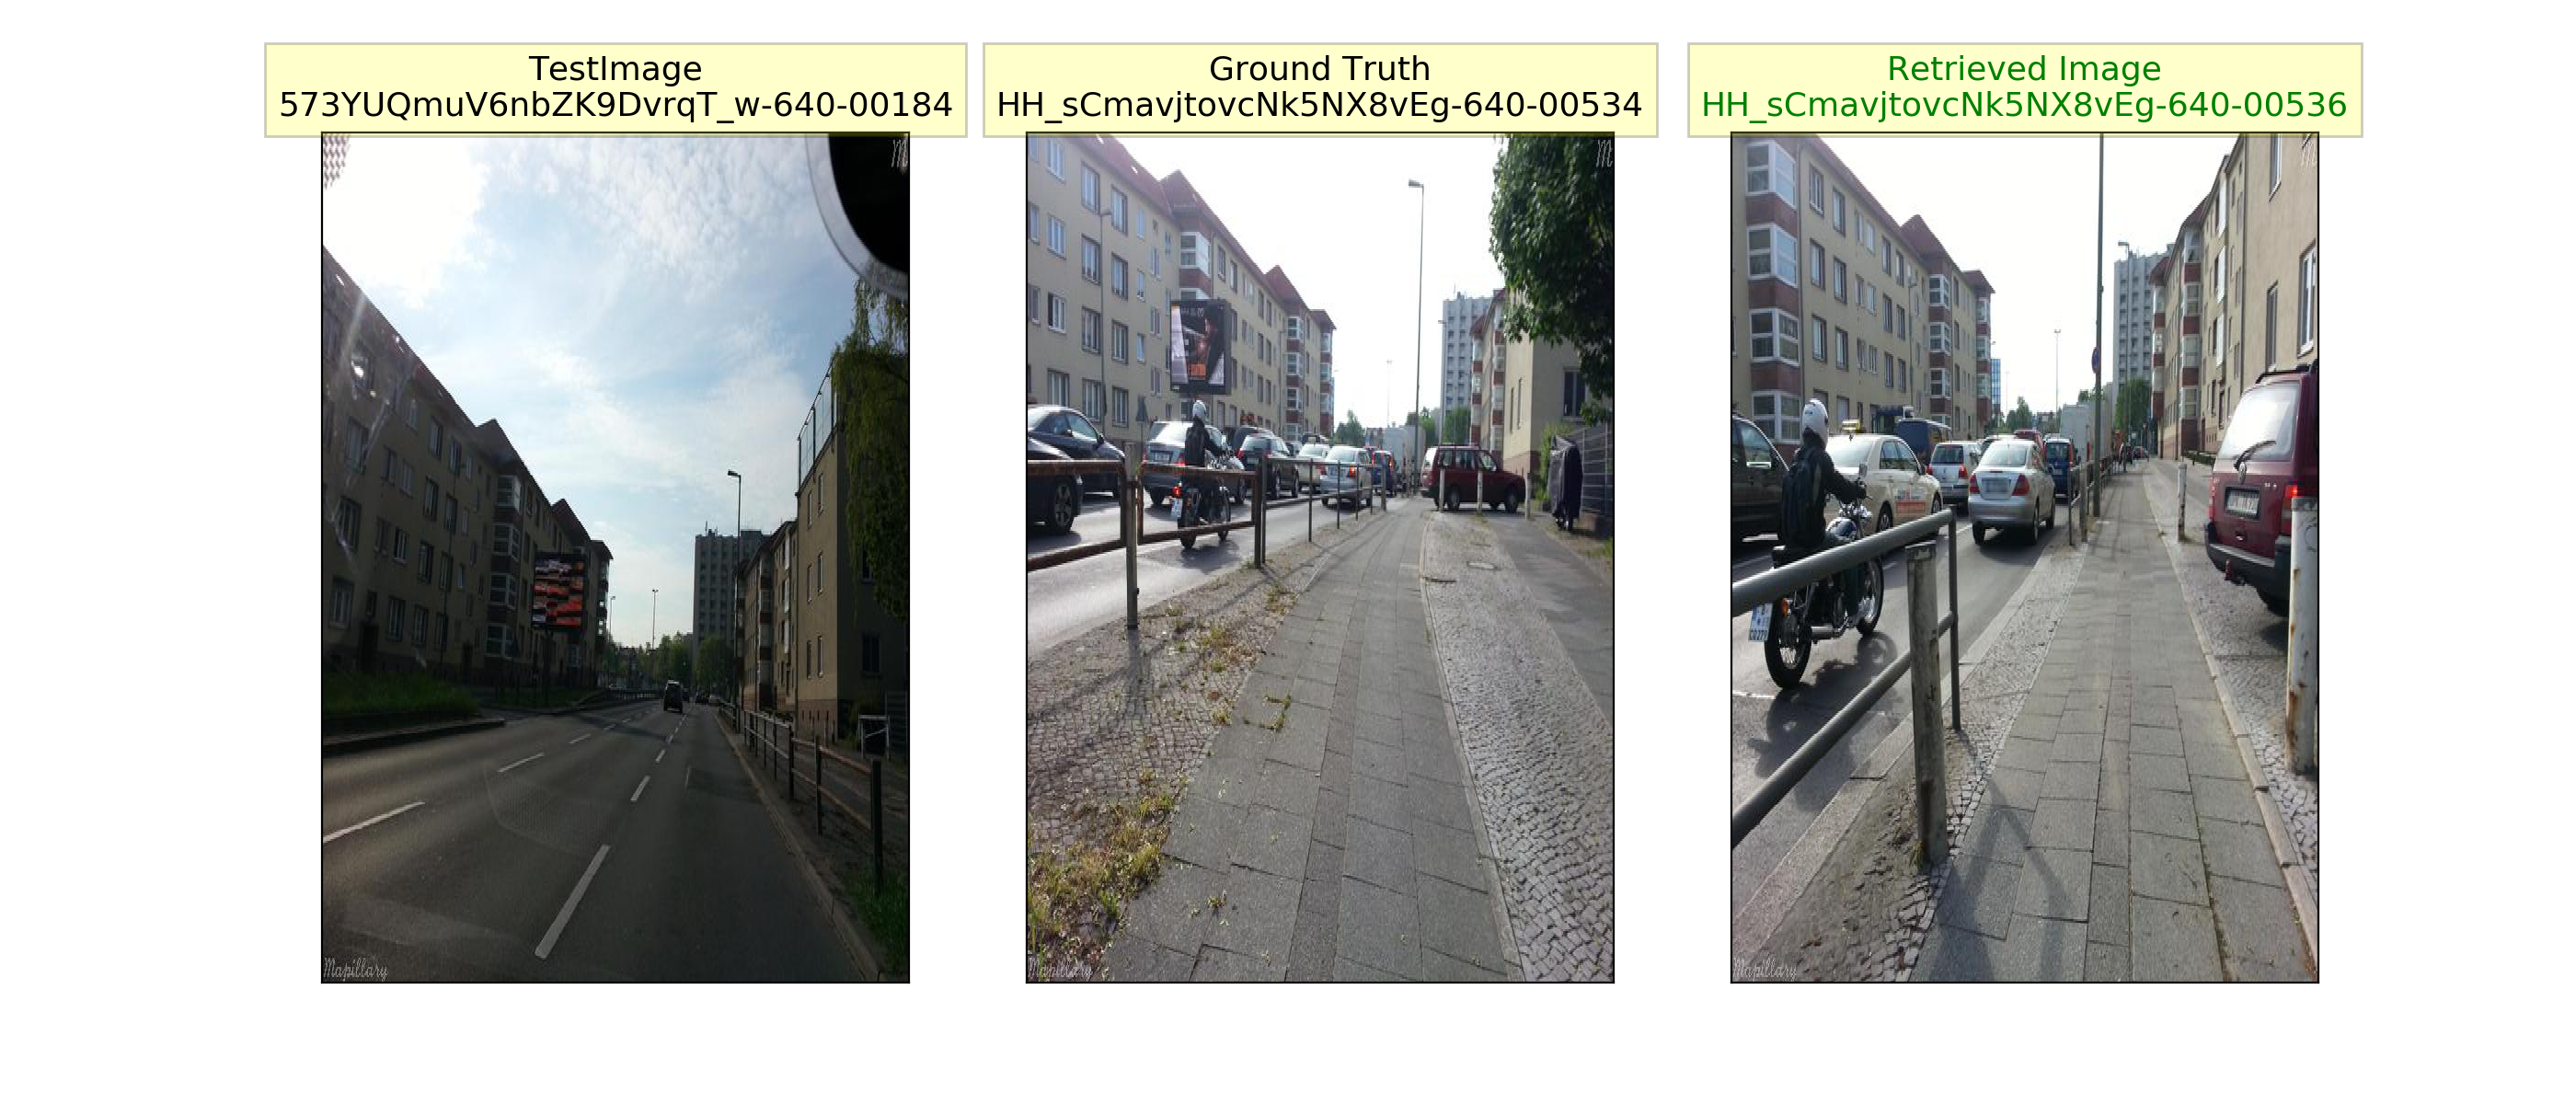 TestImage
573YUQmuV6nbZK9DvrqT_w-640-00184
Ground Truth
HH_sCmavjtovcNk5NX8vEg-640-00534
Retrieved Image
HH_sCmavjtovcNk5NX8vEg-640-00536
M
M
M
Mapillary
Mapillary
Mapillary